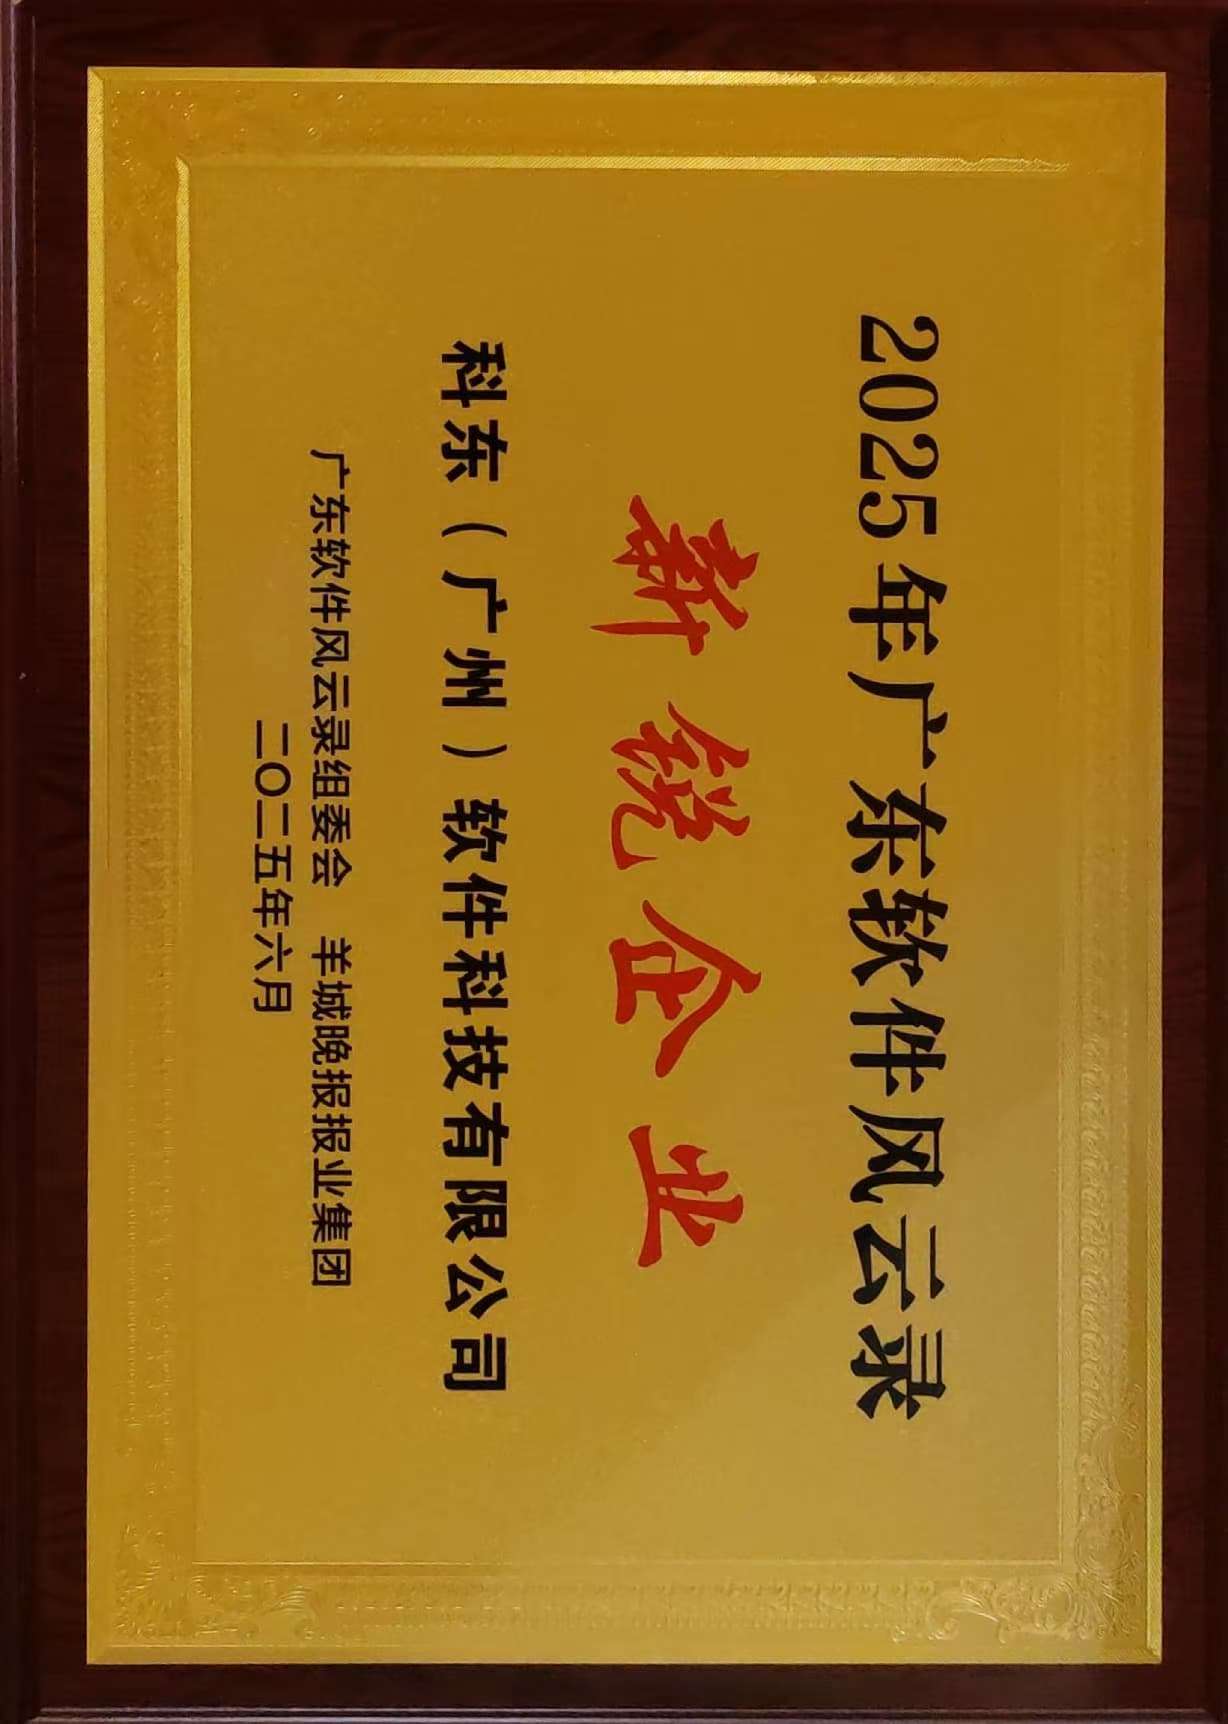 2025年广东软件风云录
新锐企业
科东（广州）软件科技有限公司
广东软件风云录组委会 羊城晚报报业集团
二〇二五年六月